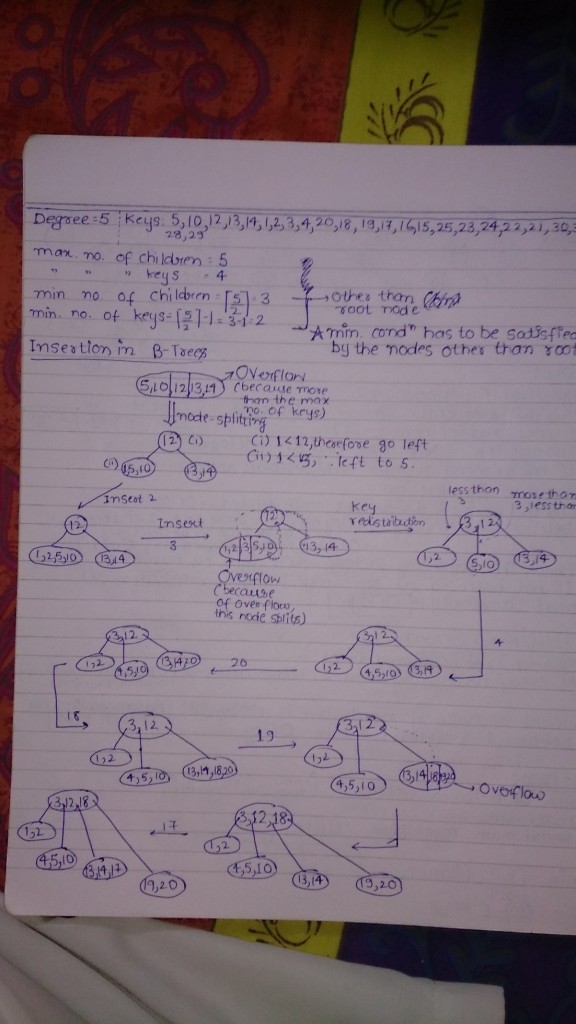 Degree=5 Keys: 5,10,12,13,14,1,2,3,4,20,18,19,17,16,15,25,23,24,22,21,30,
28,29
max. no. of children = 5
" " " keys = 4
min no. of children = ⌈5/2⌉ = 3
min. no. of keys = ⌈5/2⌉-1 = 3-1 = 2
other than
root node
A min. condn has to be satisfied
by the nodes other than root
Insertion in B-Trees
5,10,12,13,14
Overflow
(because more
than the max
no. of keys)
node-splitting
12 (i)
(i) 1<12, therefore go left
(ii) 5,10
13,14
(ii) 1<5, ∴ left to 5.
Insert 2
12
1,2,5,10
13,14
Insert
3
12
1,2,3,5,10
13,14
Overflow
(because
of overflow,
this node splits)
Key
redistribution
less than
3
more than
3, less than
3,12
1,2
5,10
13,14
4
3,12
1,2
4,5,10
13,14
20
3,12
1,2
4,5,10
13,14,20
18
3,12
1,2
4,5,10
13,14,18,20
19
3,12
1,2
4,5,10
13,14,18,19,20
Overflow
3,12,18
1,2
4,5,10
13,14
19,20
17
3,12,18
1,2
4,5,10
13,14,17
19,20